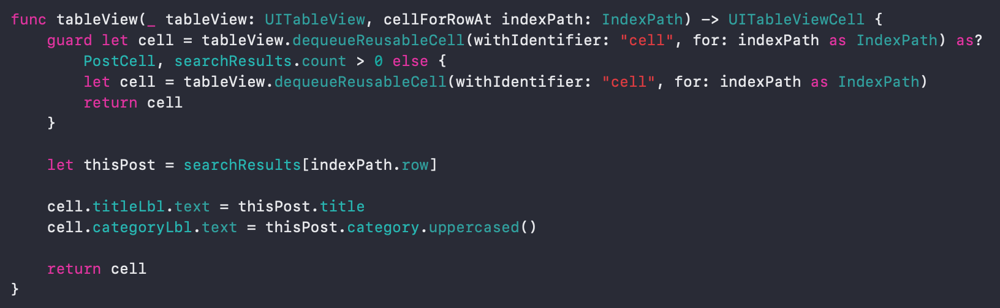 func tableView(_ tableView: UITableView, cellForRowAt indexPath: IndexPath) -> UITableViewCell {
    guard let cell = tableView.dequeueReusableCell(withIdentifier: "cell", for: indexPath as IndexPath) as?
        PostCell, searchResults.count > 0 else {
        let cell = tableView.dequeueReusableCell(withIdentifier: "cell", for: indexPath as IndexPath)
        return cell
    }

    let thisPost = searchResults[indexPath.row]

    cell.titleLbl.text = thisPost.title
    cell.categoryLbl.text = thisPost.category.uppercased()

    return cell
}